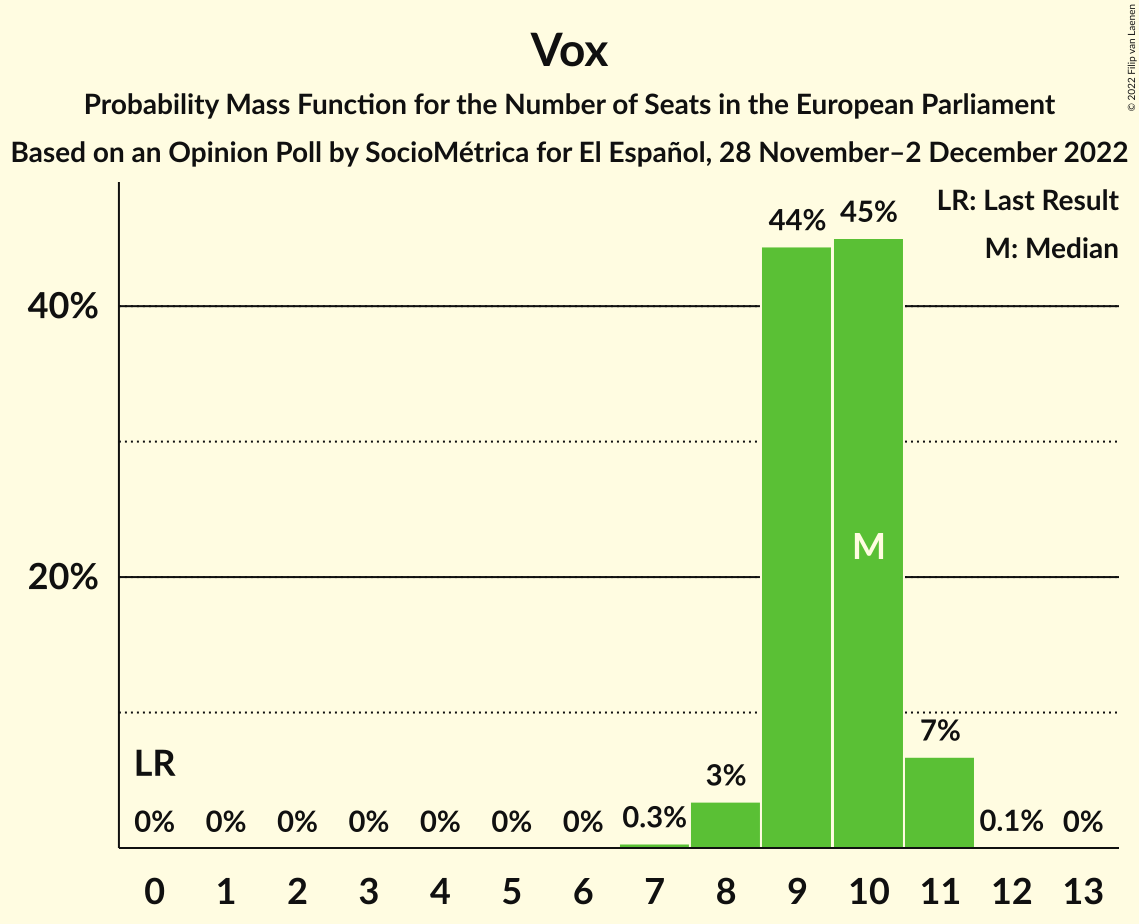 Vox
Probability Mass Function for the Number of Seats in the European Parliament
Based on an Opinion Poll by SocioMétrica for El Español, 28 November–2 December 2022
© 2022 Filip van Laenen
LR: Last Result
M: Median
40%
20%
LR
0% 0% 0% 0% 0% 0% 0% 0.3% 3% 44% 45% 7% 0.1% 0%
M
0 1 2 3 4 5 6 7 8 9 10 11 12 13